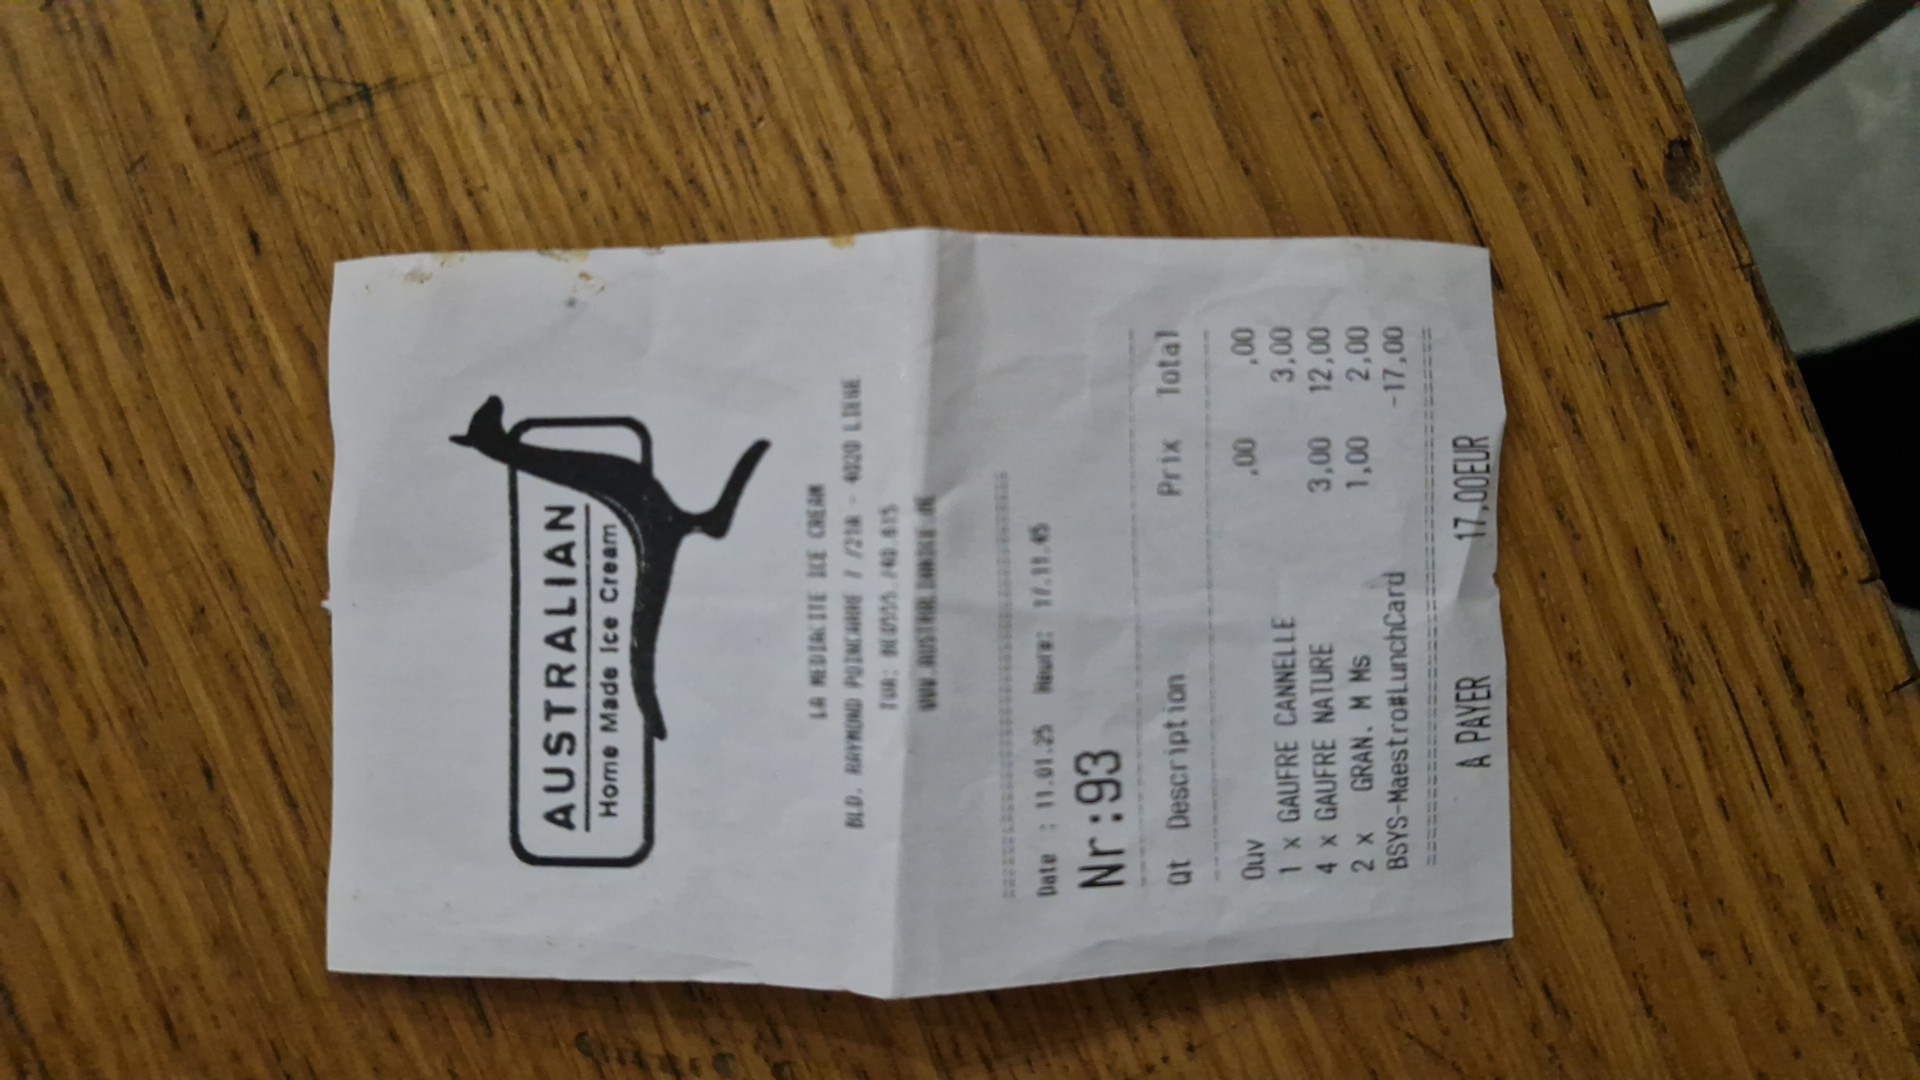 AUSTRALIAN
Home Made Ice Cream
LA MEDIACITE ICE CREAM
BLD. RAYMOND POINCARRE 7 /21A - 4020 LIEGE
TVA:
Date : 11.01.25 Heure: 17.11.45
Nr:93
Qt Description Prix Total
Ouv ,00 ,00
1 x GAUFRE CANNELLE 3,00
4 x GAUFRE NATURE 3,00 12,00
2 x GRAN. M Ms 1,00 2,00
BSYS-Maestro#LunchCard -17,00
A PAYER 17,00EUR